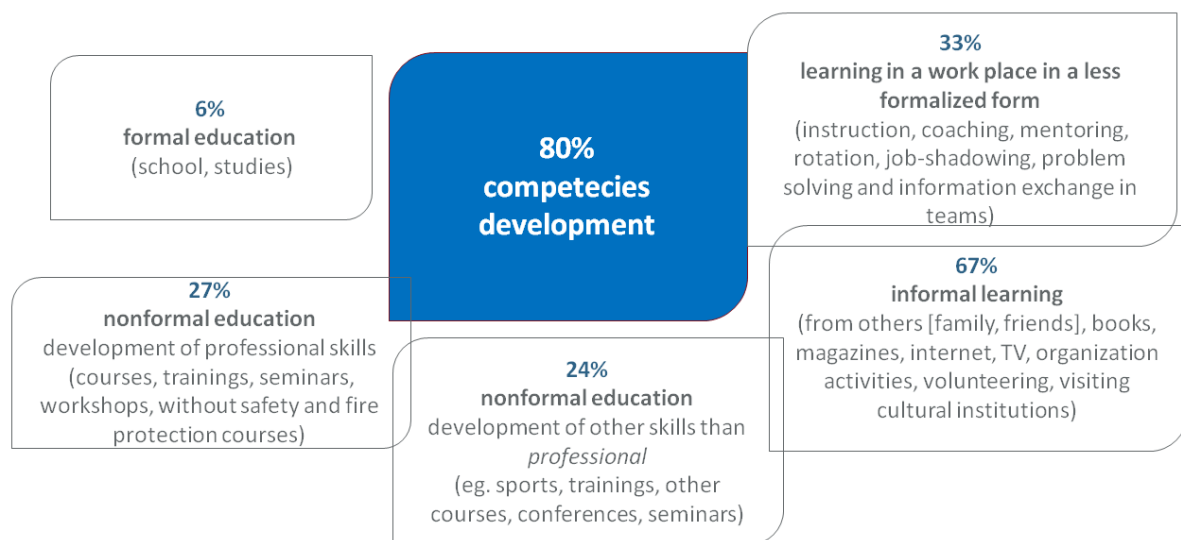 6%
formal education
(school, studies)
80%
competecies
development
33%
learning in a work place in a less
formalized form
(instruction, coaching, mentoring,
rotation, job-shadowing, problem
solving and information exchange in
teams)
27%
nonformal education
development of professional skills
(courses, trainings, seminars,
workshops, without safety and fire
protection courses)
24%
nonformal education
development of other skills than
professional
(eg. sports, trainings, other
courses, conferences, seminars)
67%
informal learning
(from others [family, friends], books,
magazines, internet, TV, organization
activities, volunteering, visiting
cultural institutions)